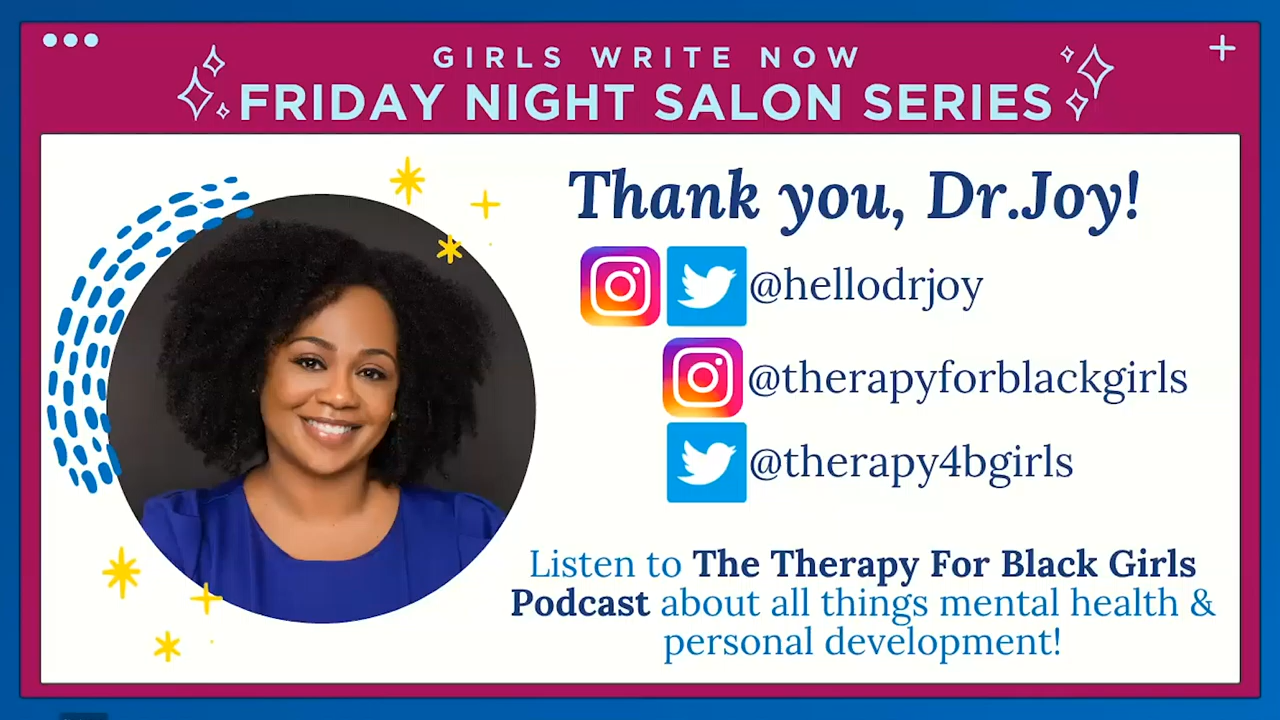 GIRLS WRITE NOW
FRIDAY NIGHT SALON SERIES
Thank you, Dr.Joy!
@hellodrjoy
@therapyforblackgirls
@therapy4bgirls
Listen to The Therapy For Black Girls
Podcast about all things mental health &
personal development!